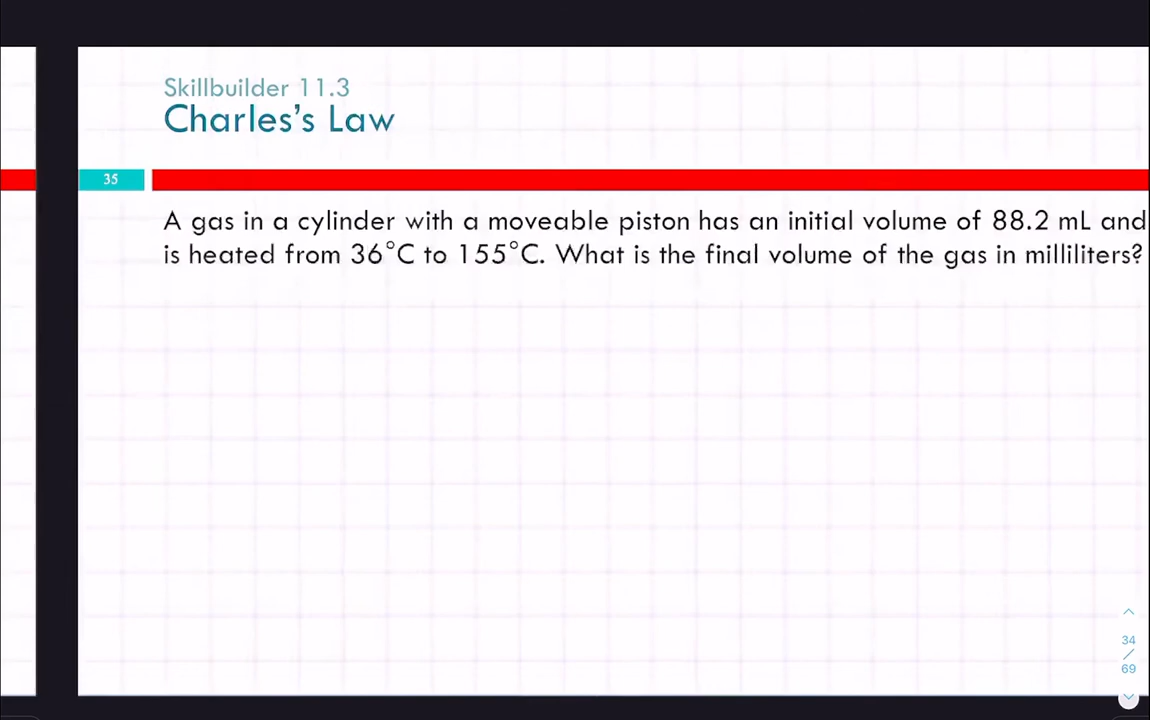 Skillbuilder 11.3
Charles’s Law
35
A gas in a cylinder with a moveable piston has an initial volume of 88.2 mL and
is heated from 36°C to 155°C. What is the final volume of the gas in milliliters?
34
/
69